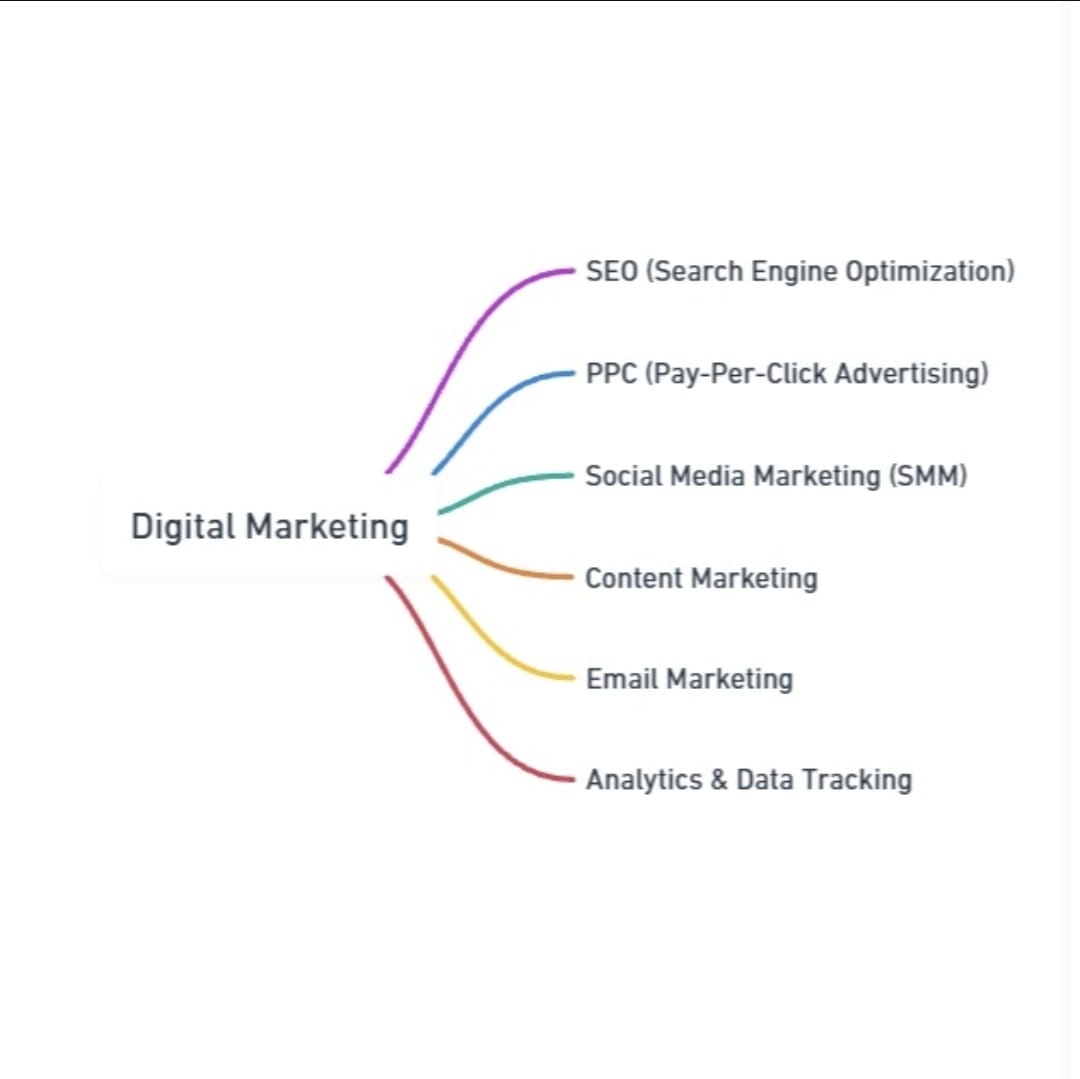 SEO (Search Engine Optimization)
PPC (Pay-Per-Click Advertising)
Social Media Marketing (SMM)
Digital Marketing
Content Marketing
Email Marketing
Analytics & Data Tracking